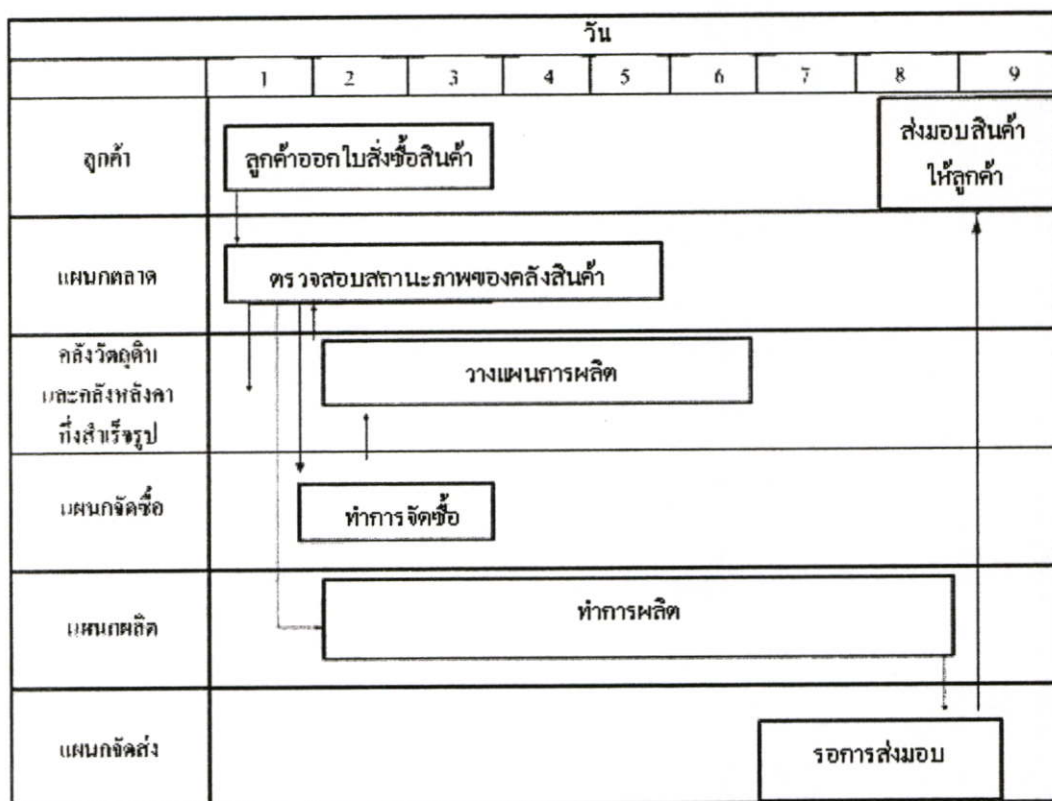 วัน
1 2 3 4 5 6 7 8 9
ลูกค้า
ลูกค้าออกใบสั่งซื้อสินค้า
ส่งมอบสินค้า
ให้ลูกค้า
แผนกตลาด
ตรวจสอบสถานะภาพของคลังสินค้า
คลังวัตถุดิบ
และคลังหลังคา
กึ่งสำเร็จรูป
วางแผนการผลิต
แผนกจัดซื้อ
ทำการจัดซื้อ
แผนกผลิต
ทำการผลิต
แผนกจัดส่ง
รอการส่งมอบ